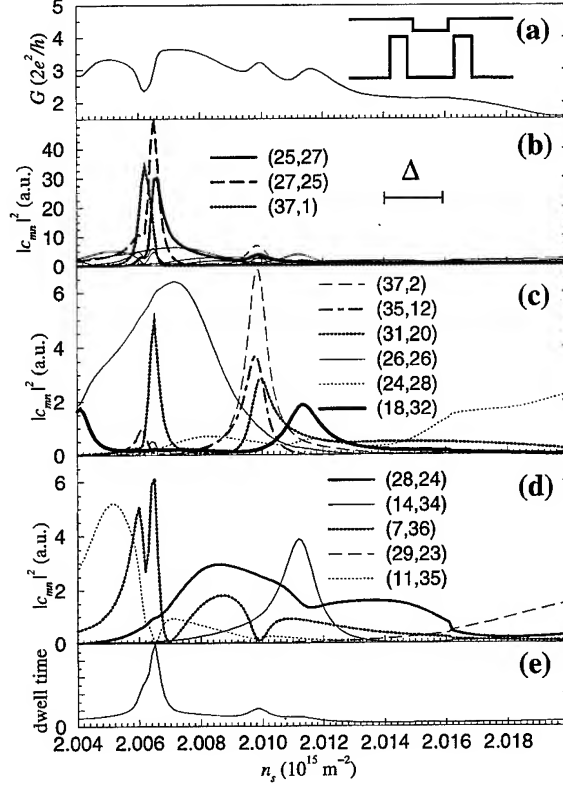 5
(a)
4
G (2e²/h)
3
2
(b)
40
(25,27)
30
(27,25)
Δ
|c_mn|² (a.u.)
20
(37,1)
10
0
(c)
(37,2)
6
(35,12)
(31,20)
4
(26,26)
|c_mn|² (a.u.)
(24,28)
2
(18,32)
0
(d)
(28,24)
6
(14,34)
(7,36)
4
(29,23)
|c_mn|² (a.u.)
(11,35)
2
0
(e)
dwell time
0
2.004 2.006 2.008 2.010 2.012 2.014 2.016 2.018
n_s (10¹⁵ m⁻²)